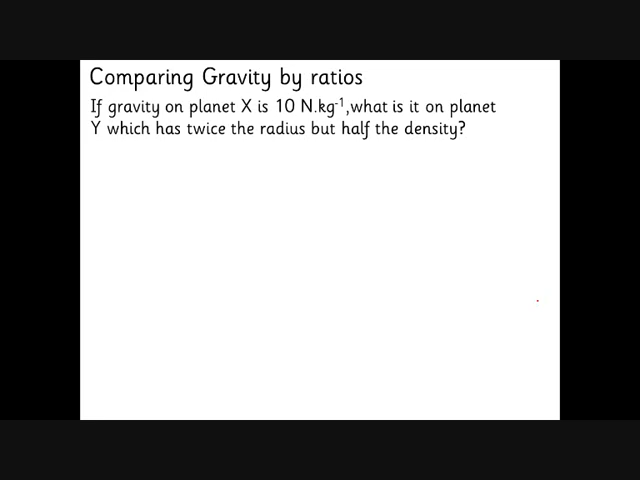 Comparing Gravity by ratios
If gravity on planet X is 10 N.kg⁻¹,what is it on planet
Y which has twice the radius but half the density?